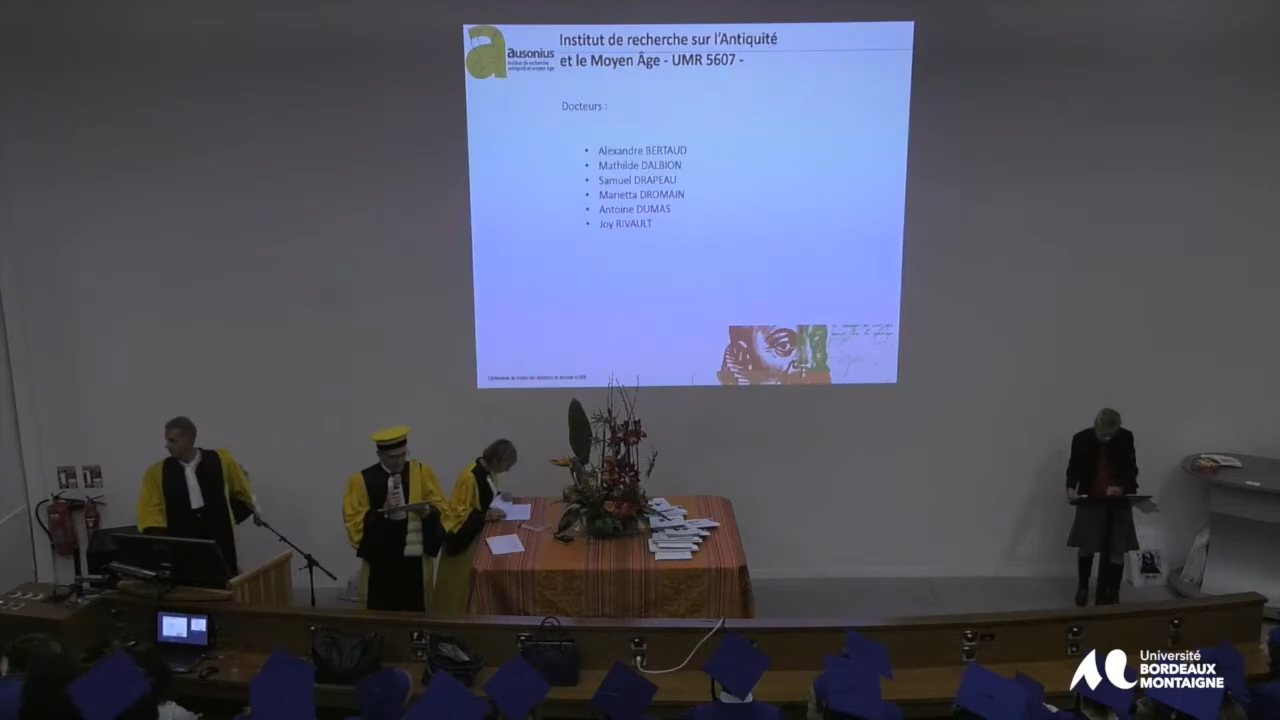 ausonius
Institut de recherche sur l'Antiquité
et le Moyen Âge - UMR 5607 -
Docteurs :
• Alexandre BERTAUD
• Mathilde DALBION
• Samuel DRAPEAU
• Marietta DROMAIN
• Antoine DUMAS
• Joy RIVAULT
Université
BORDEAUX
MONTAIGNE